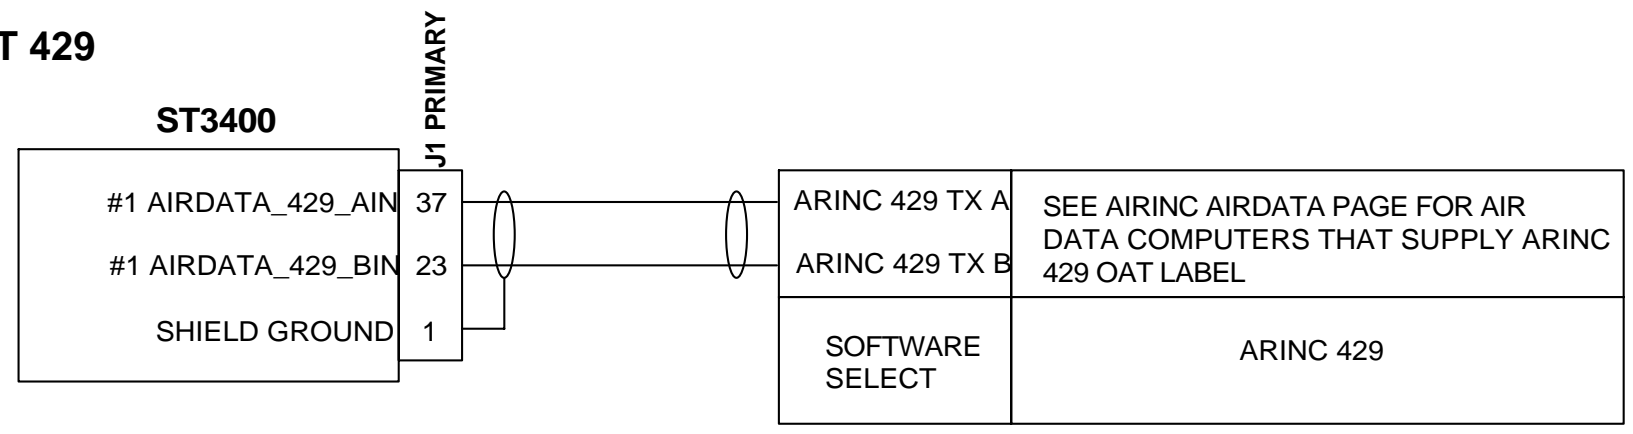 T 429
J1 PRIMARY
ST3400
#1 AIRDATA_429_AIN 37
#1 AIRDATA_429_BIN 23
SHIELD GROUND 1
ARINC 429 TX A
ARINC 429 TX B
SEE AIRINC AIRDATA PAGE FOR AIR
DATA COMPUTERS THAT SUPPLY ARINC
429 OAT LABEL
SOFTWARE
SELECT
ARINC 429